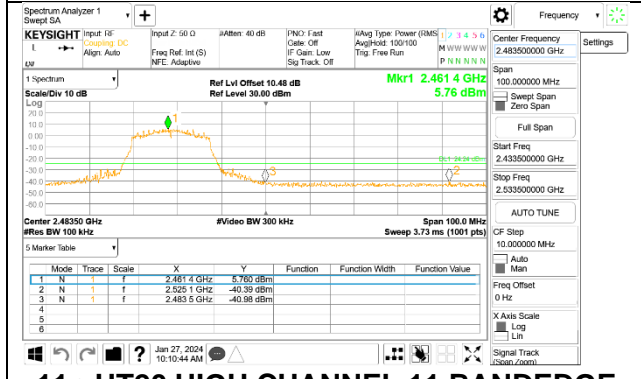 Spectrum Analyzer 1
Swept SA
+
Frequency
KEYSIGHT
Input: RF
Coupling: DC
Align: Auto
Input Z: 50 Ω
Freq Ref: Int (S)
NFE: Adaptive
#Atten: 40 dB
PNO: Fast
Gate: Off
IF Gain: Low
Sig Track: Off
#Avg Type: Power (RMS
Avg|Hold: 100/100
Trig: Free Run
1 2 3 4 5 6
M W W W W W
P N N N N N
1 Spectrum
Scale/Div 10 dB
Ref Lvl Offset 10.48 dB
Ref Level 30.00 dBm
Mkr1 2.461 4 GHz
5.76 dBm
Log
20.0
10.0
0.00
-10.0
-20.0
-30.0
-40.0
-50.0
-60.0
1
2
3
Center 2.48350 GHz
#Res BW 100 kHz
#Video BW 300 kHz
Span 100.0 MHz
Sweep 3.73 ms (1001 pts)
5 Marker Table
Mode Trace Scale X Y Function Function Width Function Value
1 N 1 f 2.461 4 GHz 5.760 dBm
2 N 1 f 2.525 1 GHz -40.39 dBm
3 N 1 f 2.483 5 GHz -40.98 dBm
4
5
6
Jan 27, 2024
10:10:44 AM
?
Center Frequency
2.483500000 GHz
Settings
Span
100.000000 MHz
Swept Span
Zero Span
Full Span
Start Freq
2.433500000 GHz
Stop Freq
2.533500000 GHz
AUTO TUNE
CF Step
10.000000 MHz
Auto
Man
Freq Offset
0 Hz
X Axis Scale
Log
Lin
Signal Track
(Span Zoom)